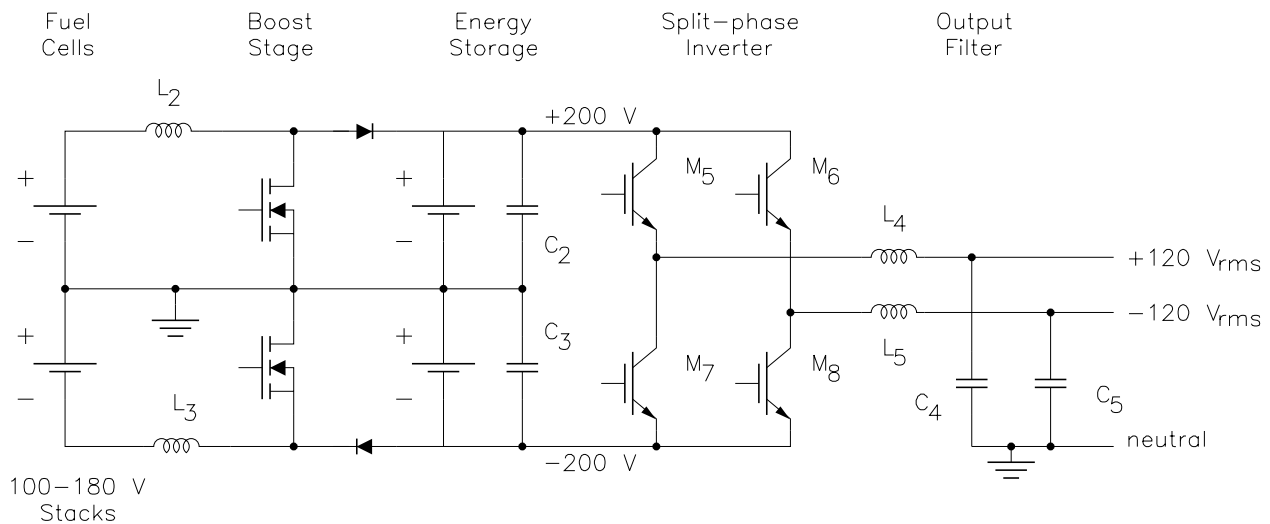 Fuel Cells
Boost Stage
Energy Storage
Split-phase Inverter
Output Filter
L2
+200 V
+
M5
M6
+
L4
-
-
C2
+120 Vrms
-120 Vrms
+
+
C3
L5
M7
M8
-
L3
-
C4
C5
neutral
-200 V
100-180 V
Stacks